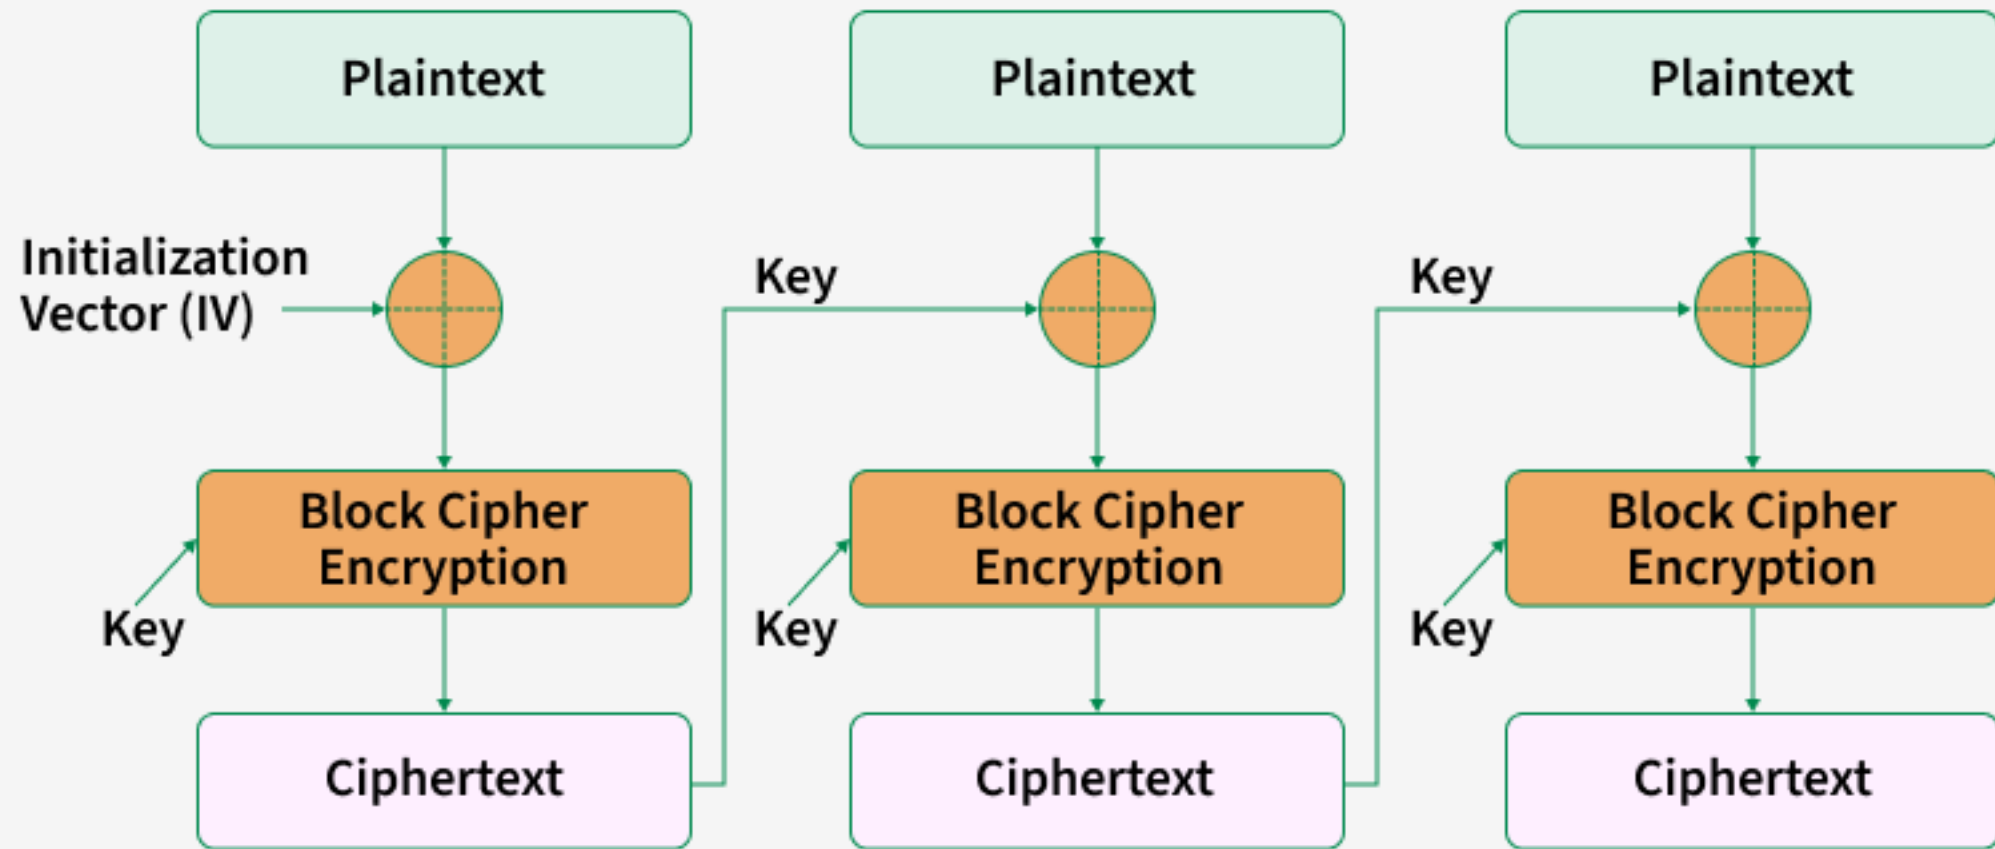 Plaintext
Plaintext
Plaintext
Initialization
Vector (IV)
Key
Key
Block Cipher
Encryption
Block Cipher
Encryption
Block Cipher
Encryption
Key
Key
Key
Ciphertext
Ciphertext
Ciphertext